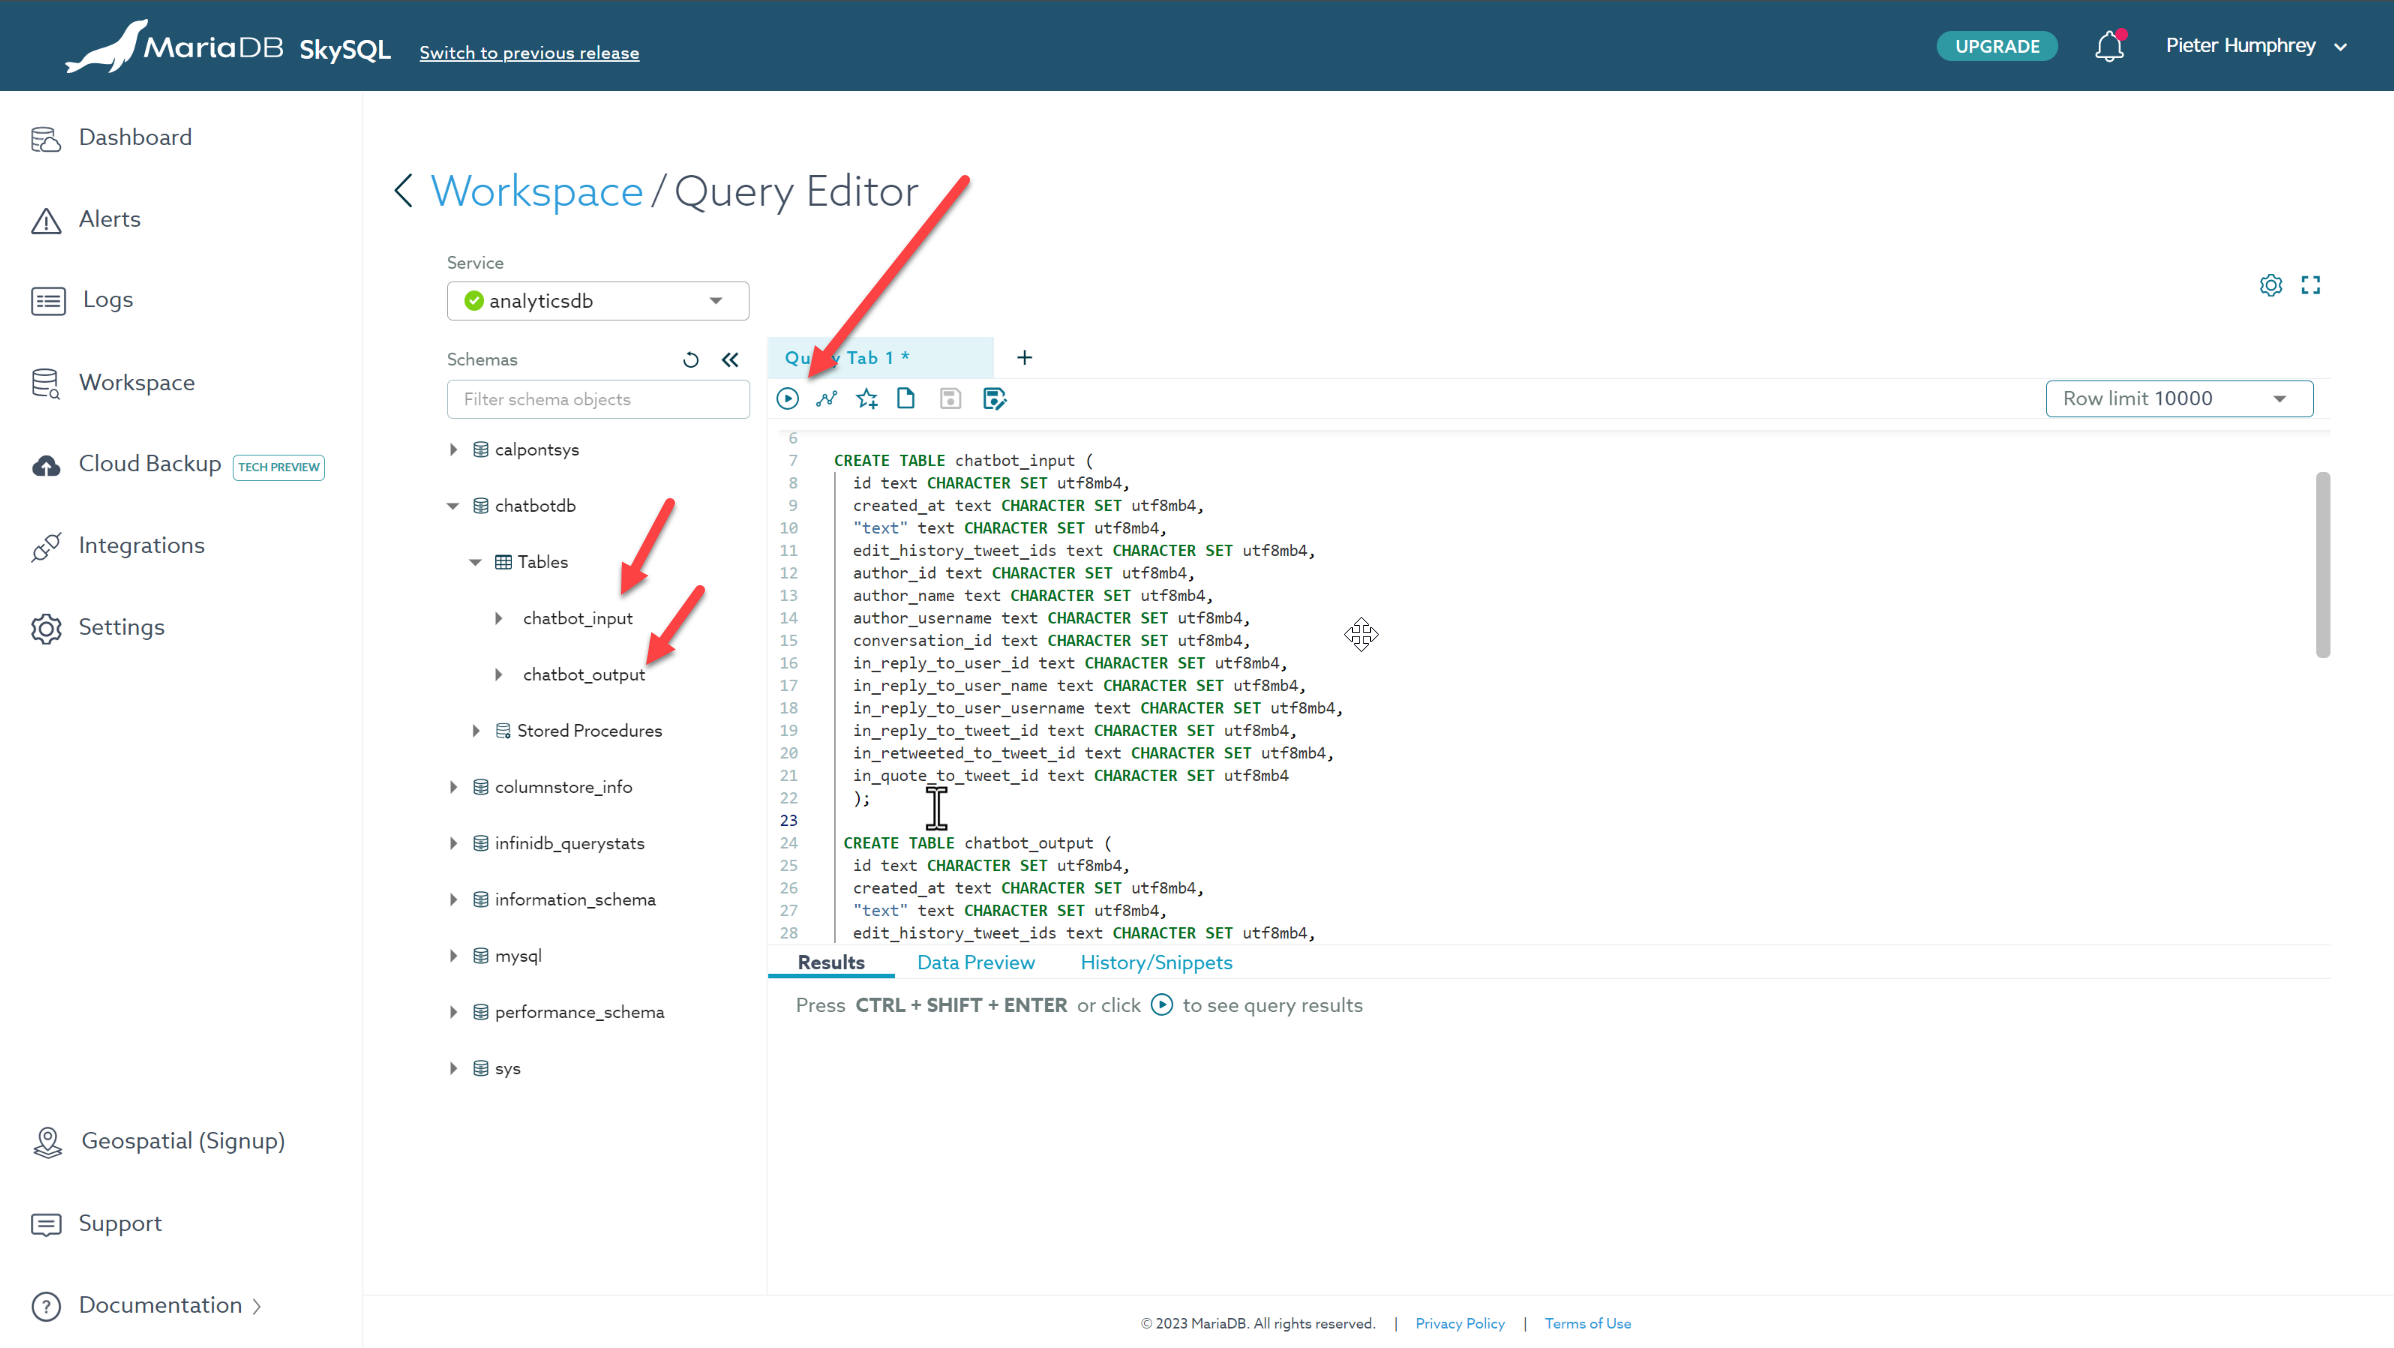 MariaDB SkySQL Switch to previous release UPGRADE Pieter Humphrey
Dashboard
Alerts
Logs
Workspace
Cloud Backup TECH PREVIEW
Integrations
Settings
Geospatial (Signup)
Support
Documentation
Workspace / Query Editor
Service
analyticsdb
Schemas
Filter schema objects
calpontsys
chatbotdb
Tables
chatbot_input
chatbot_output
Stored Procedures
columnstore_info
infinidb_querystats
information_schema
mysql
performance_schema
sys
Tab 1 *
+
Row limit 10000
6
7 CREATE TABLE chatbot_input (
8 id text CHARACTER SET utf8mb4,
9 created_at text CHARACTER SET utf8mb4,
10 "text" text CHARACTER SET utf8mb4,
11 edit_history_tweet_ids text CHARACTER SET utf8mb4,
12 author_id text CHARACTER SET utf8mb4,
13 author_name text CHARACTER SET utf8mb4,
14 author_username text CHARACTER SET utf8mb4,
15 conversation_id text CHARACTER SET utf8mb4,
16 in_reply_to_user_id text CHARACTER SET utf8mb4,
17 in_reply_to_user_name text CHARACTER SET utf8mb4,
18 in_reply_to_user_username text CHARACTER SET utf8mb4,
19 in_reply_to_tweet_id text CHARACTER SET utf8mb4,
20 in_retweeted_to_tweet_id text CHARACTER SET utf8mb4,
21 in_quote_to_tweet_id text CHARACTER SET utf8mb4
22 );
23
24 CREATE TABLE chatbot_output (
25 id text CHARACTER SET utf8mb4,
26 created_at text CHARACTER SET utf8mb4,
27 "text" text CHARACTER SET utf8mb4,
28 edit_history_tweet_ids text CHARACTER SET utf8mb4,
Results Data Preview History/Snippets
Press CTRL + SHIFT + ENTER or click to see query results
© 2023 MariaDB. All rights reserved. | Privacy Policy | Terms of Use